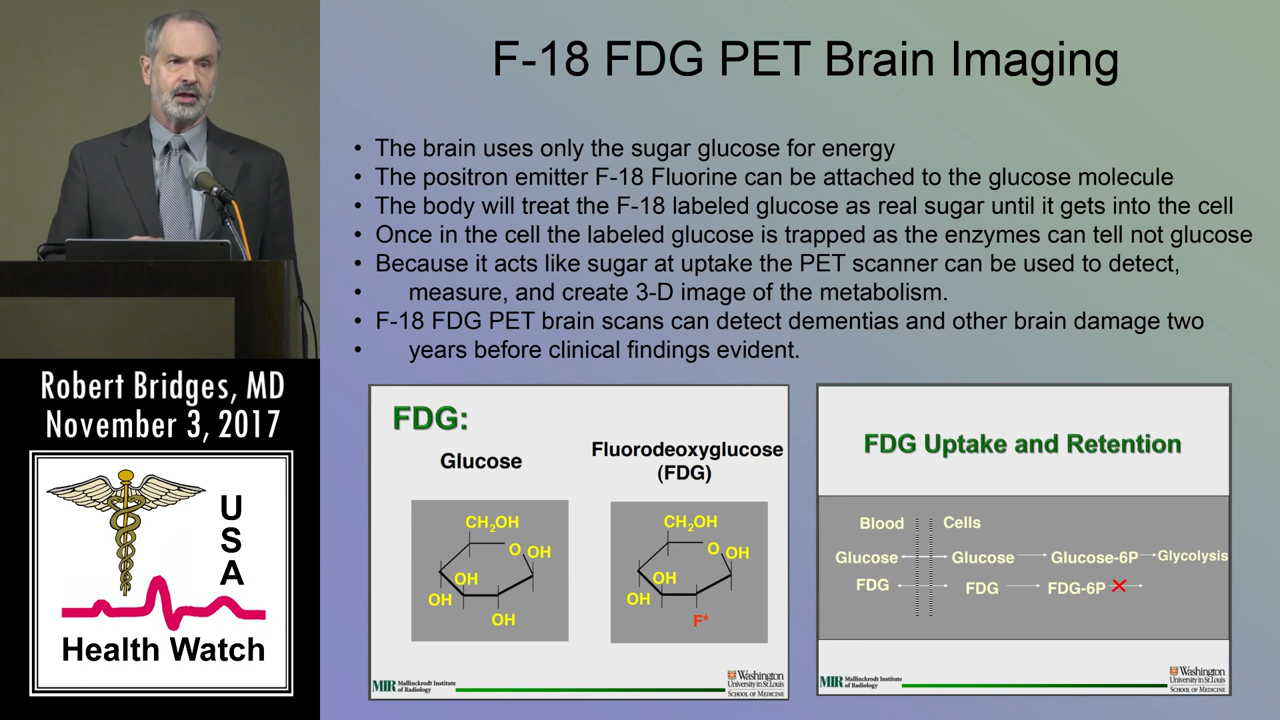 F-18 FDG PET Brain Imaging
• The brain uses only the sugar glucose for energy
• The positron emitter F-18 Fluorine can be attached to the glucose molecule
• The body will treat the F-18 labeled glucose as real sugar until it gets into the cell
• Once in the cell the labeled glucose is trapped as the enzymes can tell not glucose
• Because it acts like sugar at uptake the PET scanner can be used to detect,
• measure, and create 3-D image of the metabolism.
• F-18 FDG PET brain scans can detect dementias and other brain damage two
• years before clinical findings evident.
Robert Bridges, MD
November 3, 2017
U
S
A
Health Watch
FDG:
Glucose
CH₂OH
O OH
OH
OH
OH
Fluorodeoxyglucose
(FDG)
CH₂OH
O OH
OH
OH
F*
MIR Mallinckrodt Institute
of Radiology
Washington
University in St. Louis
SCHOOL OF MEDICINE
FDG Uptake and Retention
Blood Cells
Glucose Glucose Glucose-6P Glycolysis
FDG FDG FDG-6P
MIR Mallinckrodt Institute
of Radiology
Washington
University in St. Louis
SCHOOL OF MEDICINE